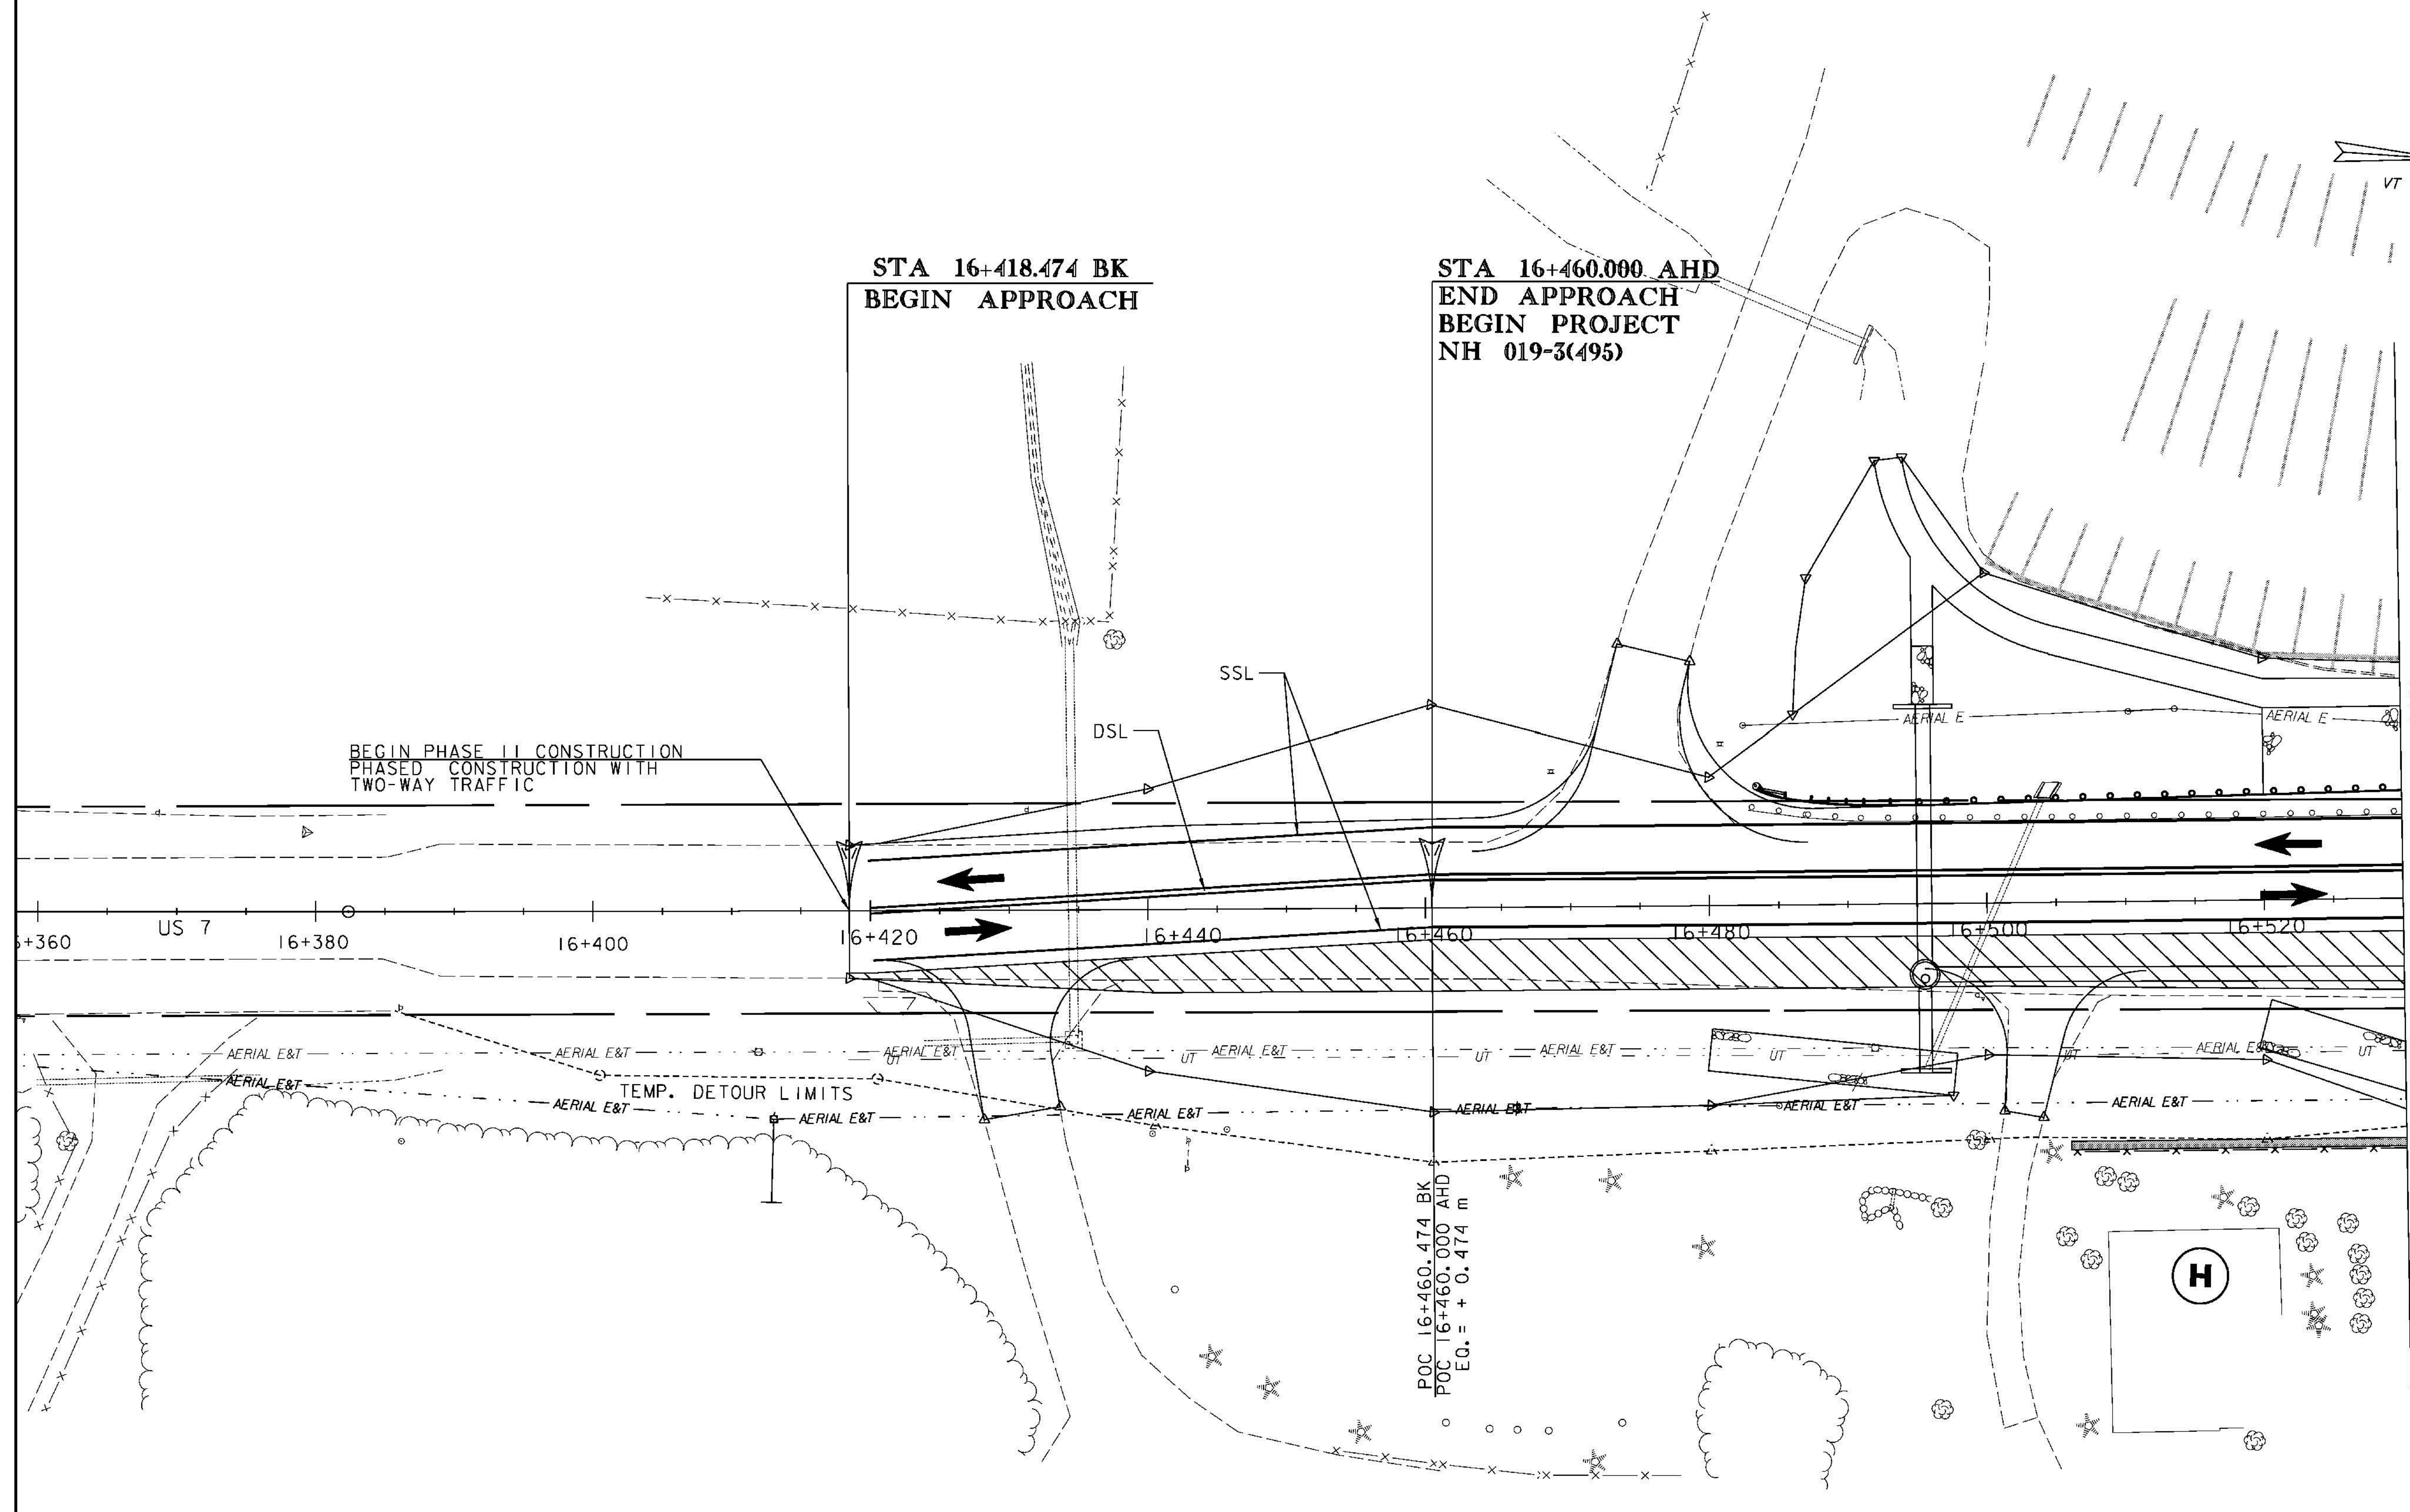 VT
STA 16+418.474 BK
BEGIN APPROACH
STA 16+460.000 AHD
END APPROACH
BEGIN PROJECT
NH 019-3(495)
SSL
DSL
AERIAL E
AERIAL E
BEGIN PHASE II CONSTRUCTION
PHASED CONSTRUCTION WITH
TWO-WAY TRAFFIC
US 7
16+380
16+400
16+420
16+440
16+460
16+480
16+500
16+520
AERIAL E&T
AERIAL E&T
AERIAL E&T
UT
UT
AERIAL E&T
UT
AERIAL E&T
UT
UT
AERIAL E&T
UT
AERIAL E&T
TEMP. DETOUR LIMITS
AERIAL E&T
AERIAL E&T
AERIAL E&T
AERIAL E&T
AERIAL E&T
AERIAL E&T
POC 16+460.474 BK
POC 16+460.000 AHD
EQ. = + 0.474 m
H